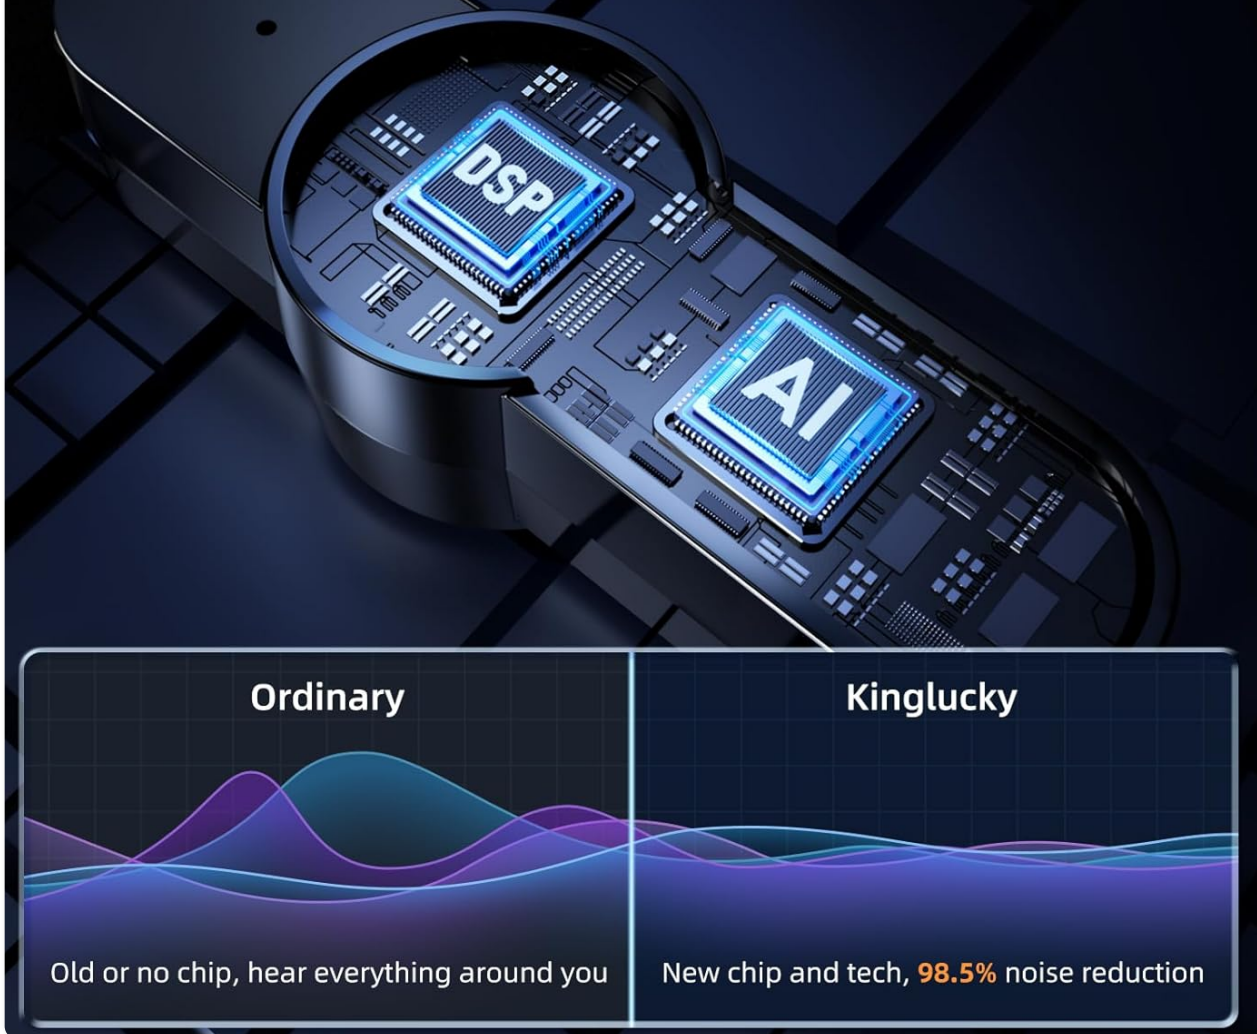 DSP
AI
Ordinary
Kinglucky
Old or no chip, hear everything around you
New chip and tech, 98.5% noise reduction